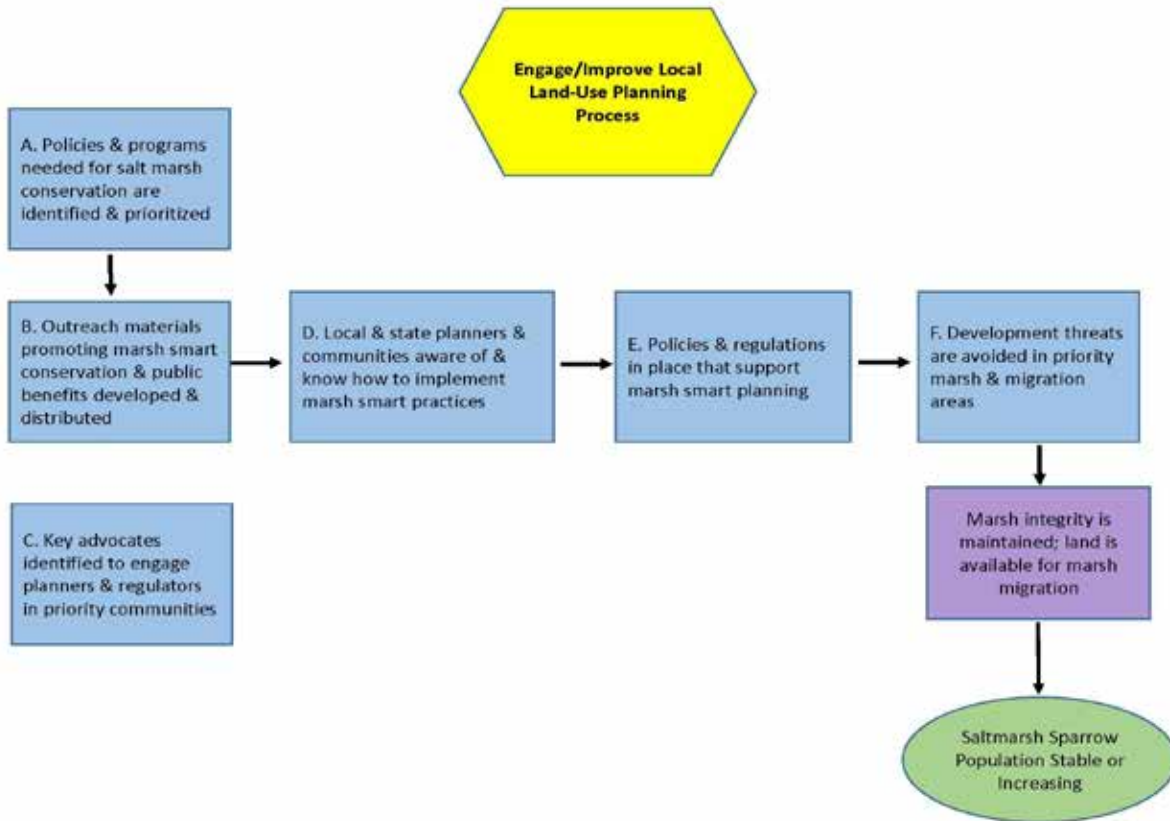 Engage/Improve Local
Land-Use Planning
Process
A. Policies & programs
needed for salt marsh
conservation are
identified & prioritized
B. Outreach materials
promoting marsh smart
conservation & public
benefits developed &
distributed
D. Local & state planners &
communities aware of &
know how to implement
marsh smart practices
E. Policies & regulations
in place that support
marsh smart planning
F. Development threats
are avoided in priority
marsh & migration
areas
C. Key advocates
identified to engage
planners & regulators
in priority communities
Marsh integrity is
maintained; land is
available for marsh
migration
Saltmarsh Sparrow
Population Stable or
Increasing